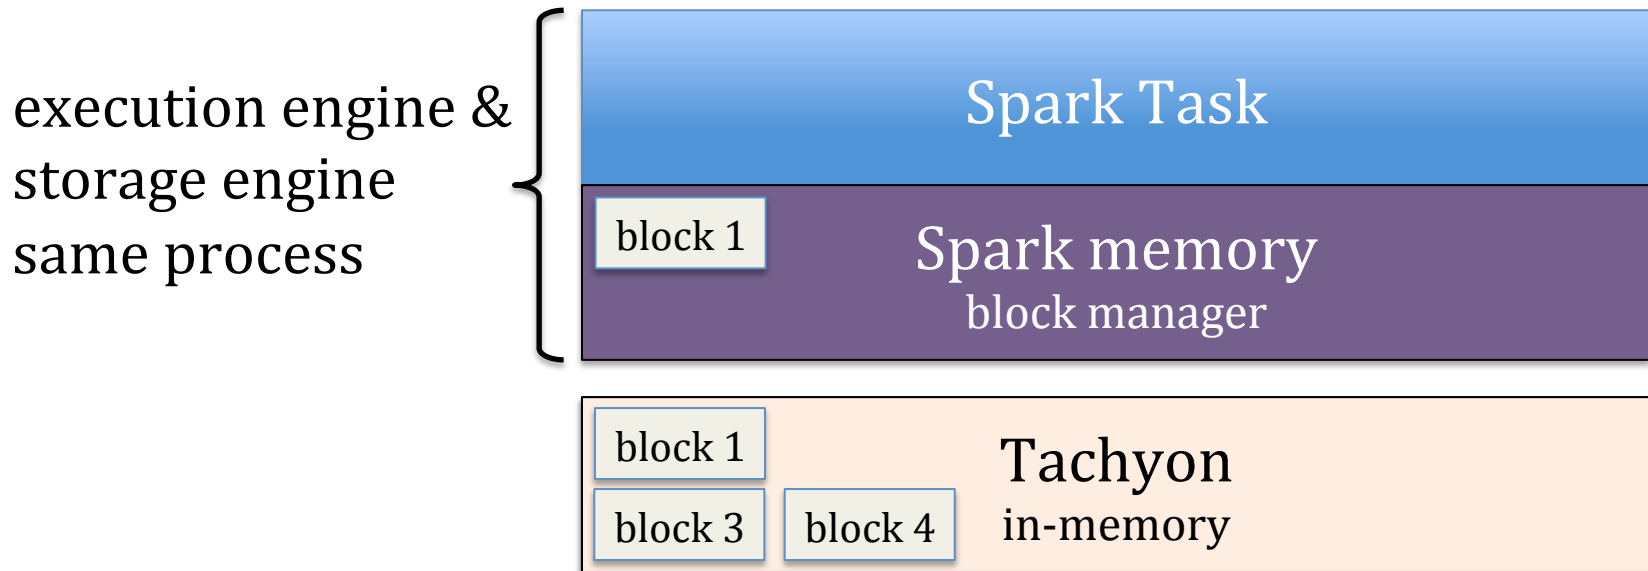 execution engine &
storage engine
same process
Spark Task
block 1
Spark memory
block manager
block 1
Tachyon
block 3
block 4
in-memory